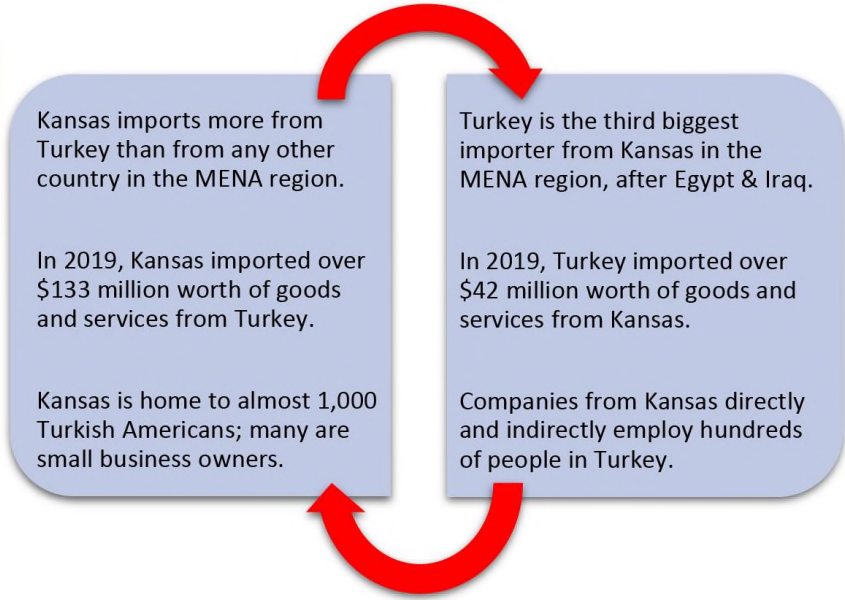 Kansas imports more from
Turkey than from any other
country in the MENA region.
In 2019, Kansas imported over
$133 million worth of goods
and services from Turkey.
Kansas is home to almost 1,000
Turkish Americans; many are
small business owners.
Turkey is the third biggest
importer from Kansas in the
MENA region, after Egypt & Iraq.
In 2019, Turkey imported over
$42 million worth of goods and
services from Kansas.
Companies from Kansas directly
and indirectly employ hundreds
of people in Turkey.